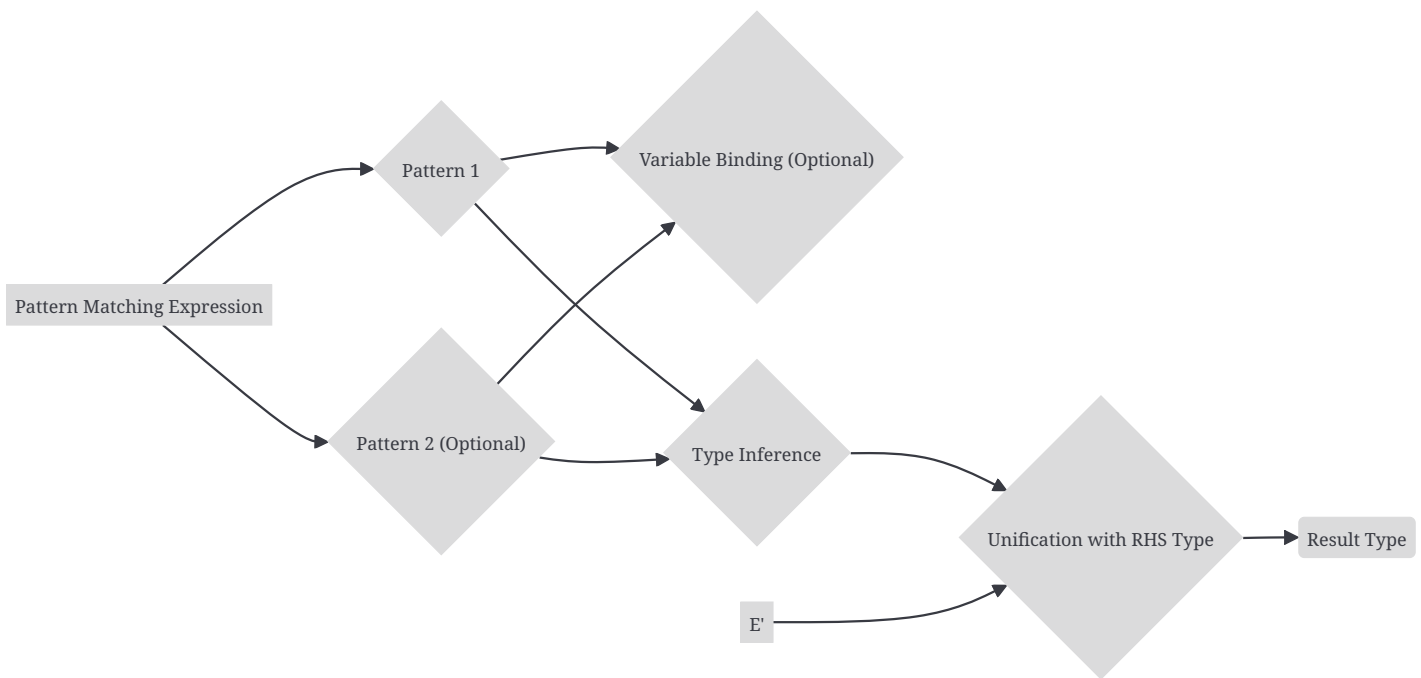 Pattern Matching Expression
Pattern 1
Pattern 2 (Optional)
Variable Binding (Optional)
Type Inference
E'
Unification with RHS Type
Result Type